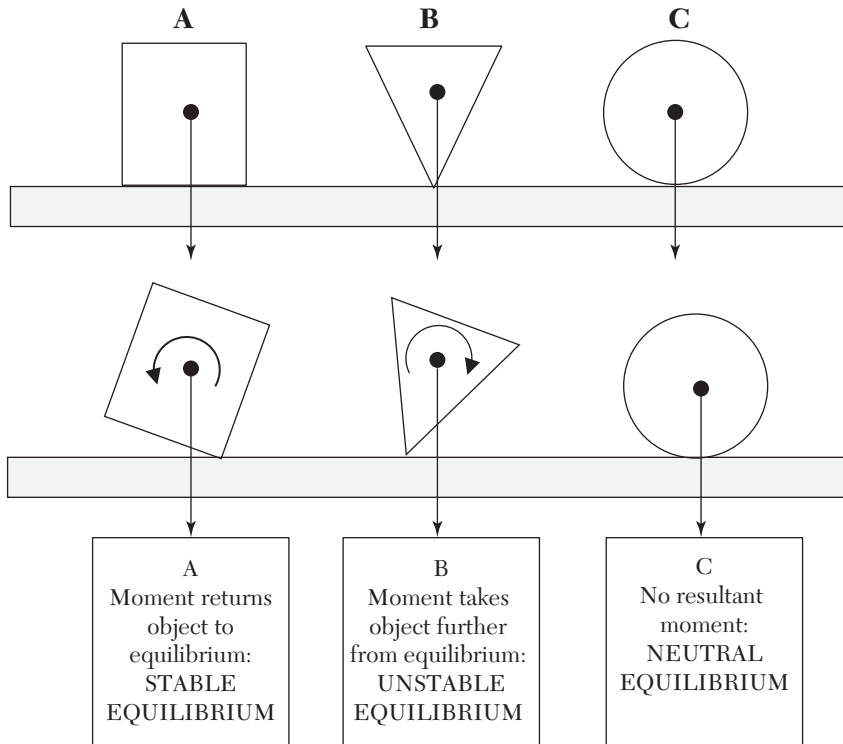 A
B
C
A
Moment returns
object to
equilibrium:
STABLE
EQUILIBRIUM
B
Moment takes
object further
from equilibrium:
UNSTABLE
EQUILIBRIUM
C
No resultant
moment:
NEUTRAL
EQUILIBRIUM